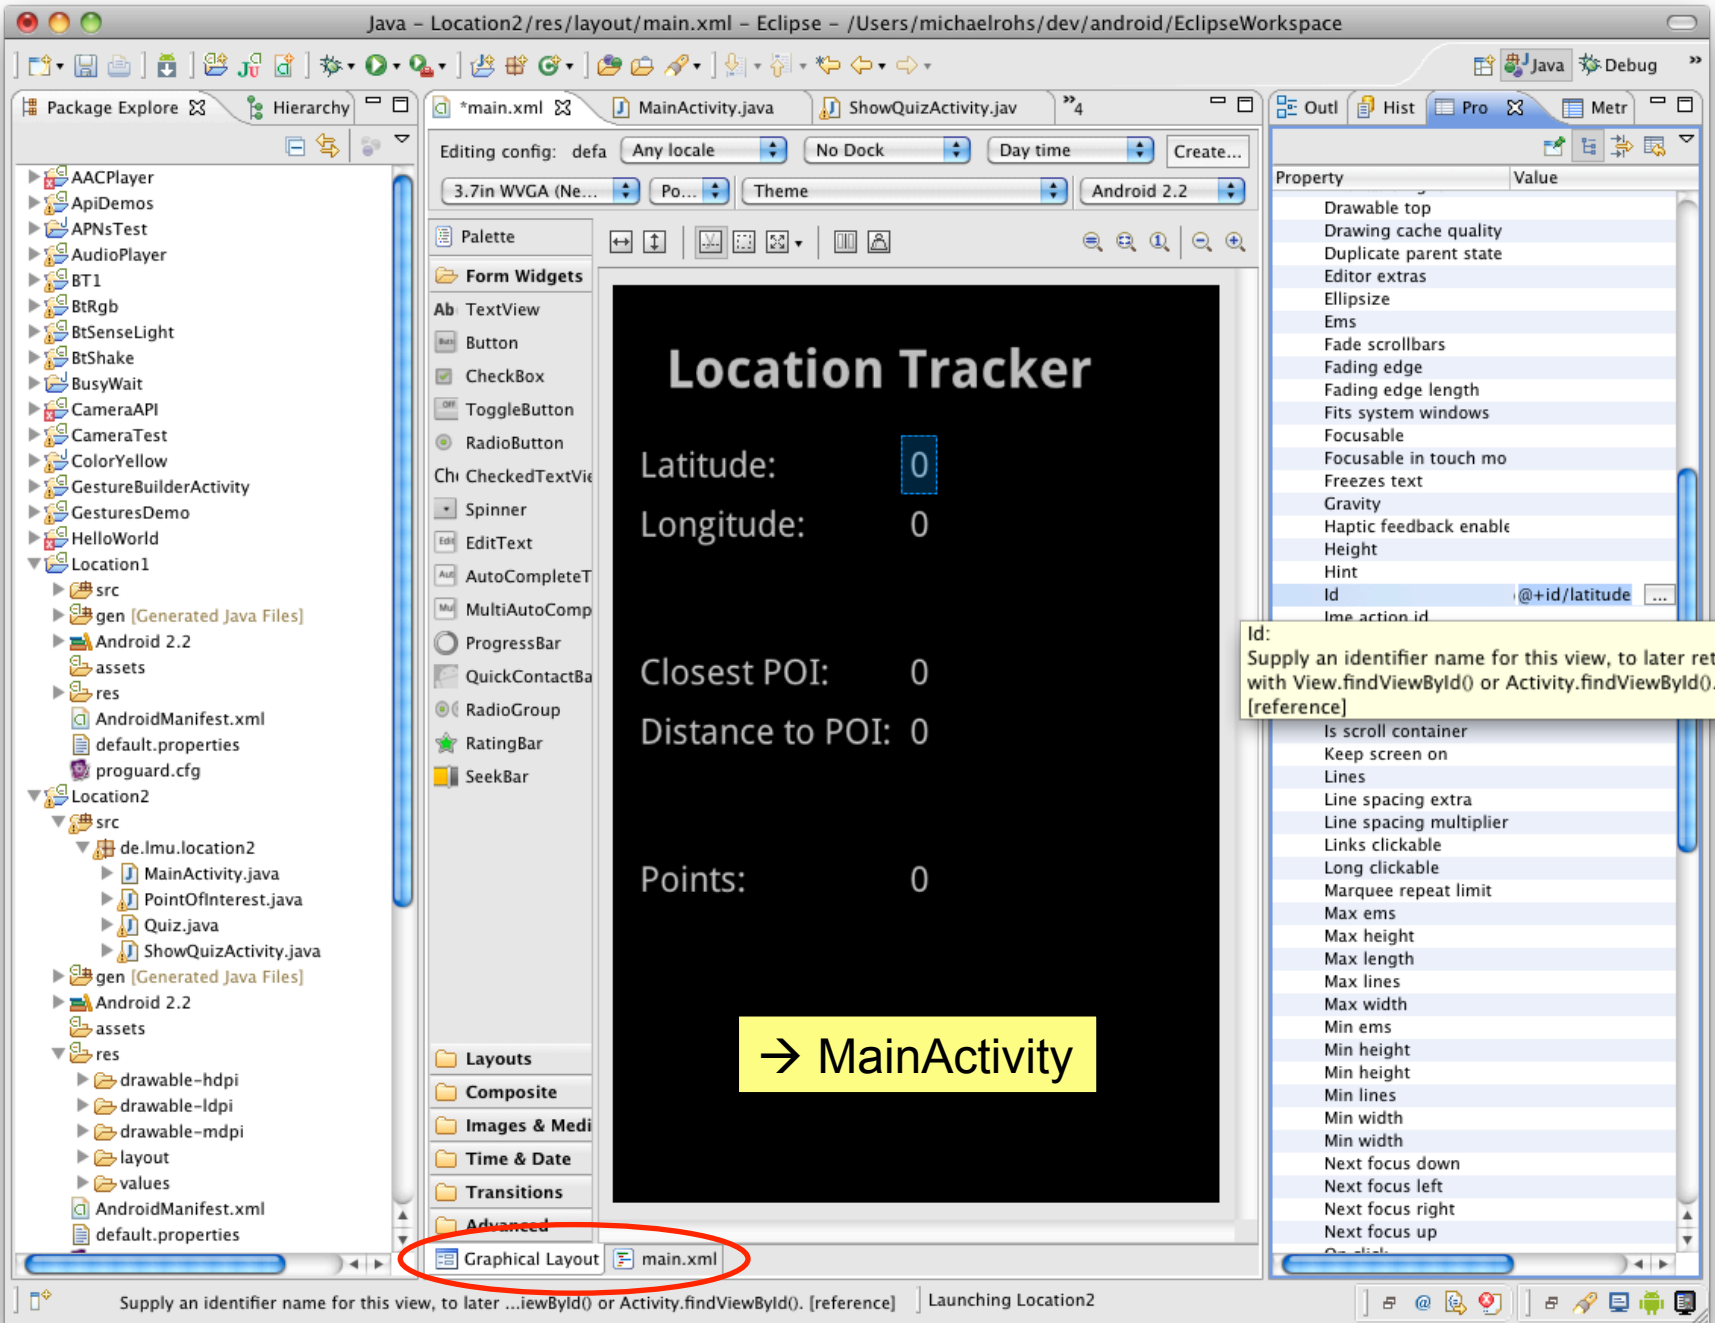 Java – Location2/res/layout/main.xml – Eclipse – /Users/michaelrohs/dev/android/EclipseWorkspace
Java
Debug
»
Package Explore
Hierarchy
*main.xml
MainActivity.java
ShowQuizActivity.jav
»4
Outl
Hist
Pro
Metr
AACPlayer
ApiDemos
APNsTest
AudioPlayer
BT1
BtRgb
BtSenseLight
BtShake
BusyWait
CameraAPI
CameraTest
ColorYellow
GestureBuilderActivity
GesturesDemo
HelloWorld
Location1
src
gen [Generated Java Files]
Android 2.2
assets
res
AndroidManifest.xml
default.properties
proguard.cfg
Location2
src
de.lmu.location2
MainActivity.java
PointOfInterest.java
Quiz.java
ShowQuizActivity.java
gen [Generated Java Files]
Android 2.2
assets
res
drawable-hdpi
drawable-ldpi
drawable-mdpi
layout
values
AndroidManifest.xml
default.properties
Editing config: defa
Any locale
No Dock
Day time
Create...
3.7in WVGA (Ne...
Po...
Theme
Android 2.2
Palette
Form Widgets
Ab TextView
Button
CheckBox
OFF ToggleButton
RadioButton
CheckedTextVie
Spinner
EditText
AutoCompleteT
MultiAutoComp
ProgressBar
QuickContactBa
RadioGroup
RatingBar
SeekBar
Layouts
Composite
Images & Medi
Time & Date
Transitions
Advanced
Location Tracker
Latitude: 0
Longitude: 0
Closest POI: 0
Distance to POI: 0
Points: 0
→ MainActivity
Graphical Layout
main.xml
Property Value
Drawable top
Drawing cache quality
Duplicate parent state
Editor extras
Ellipsize
Ems
Fade scrollbars
Fading edge
Fading edge length
Fits system windows
Focusable
Focusable in touch mo
Freezes text
Gravity
Haptic feedback enable
Height
Hint
Id @+id/latitude ...
Ime action id
Id:
Supply an identifier name for this view, to later ret
with View.findViewById() or Activity.findViewById().
[reference]
Is scroll container
Keep screen on
Lines
Line spacing extra
Line spacing multiplier
Links clickable
Long clickable
Marquee repeat limit
Max ems
Max height
Max length
Max lines
Max width
Min ems
Min height
Min height
Min lines
Min width
Min width
Next focus down
Next focus left
Next focus right
Next focus up
On click
Supply an identifier name for this view, to later ...iewById() or Activity.findViewById(). [reference]
Launching Location2